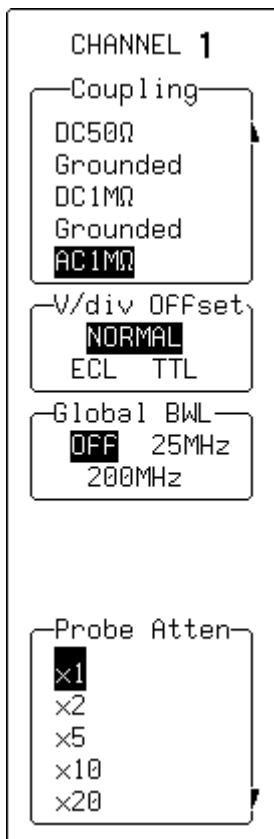 CHANNEL 1
Coupling
DC50Ω
Grounded
DC1MΩ
Grounded
AC1MΩ
V/div OFFset
NORMAL
ECL TTL
Global BWL
OFF 25MHz
200MHz
Probe Atten
×1
×2
×5
×10
×20